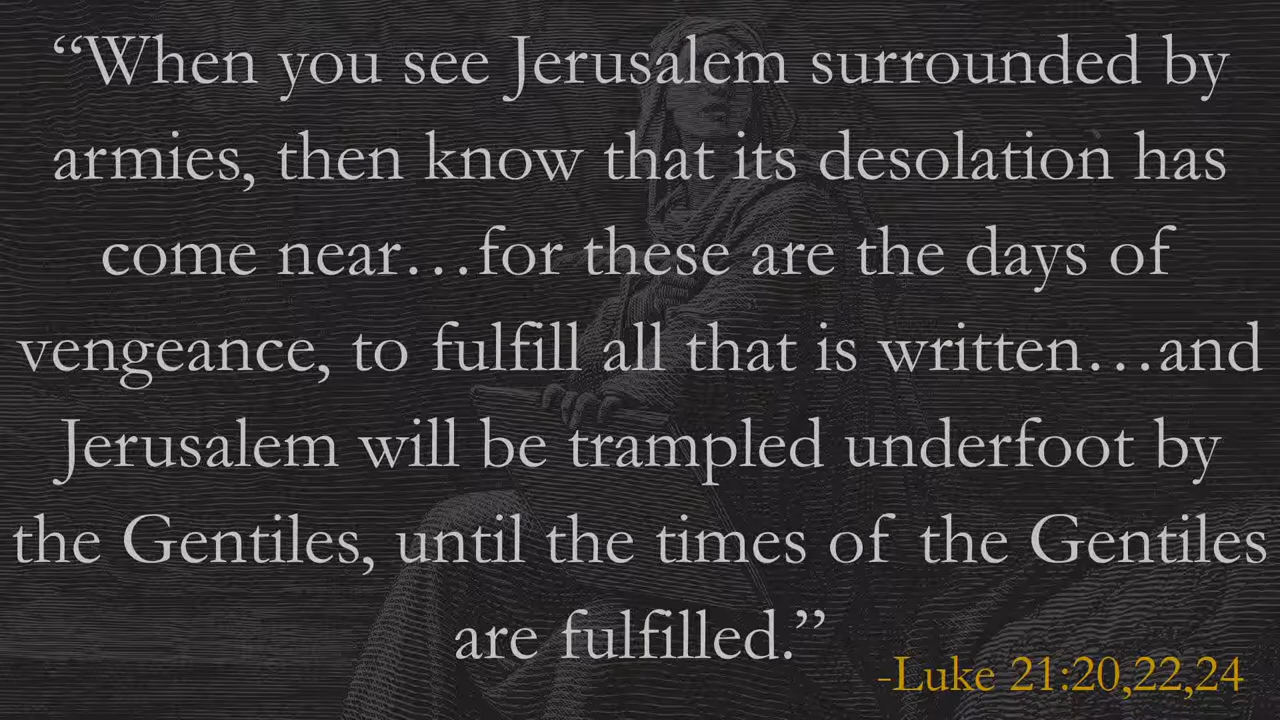 “When you see Jerusalem surrounded by
armies, then know that its desolation has
come near…for these are the days of
vengeance, to fulfill all that is written…and
Jerusalem will be trampled underfoot by
the Gentiles, until the times of the Gentiles
are fulfilled.”
-Luke 21:20,22,24